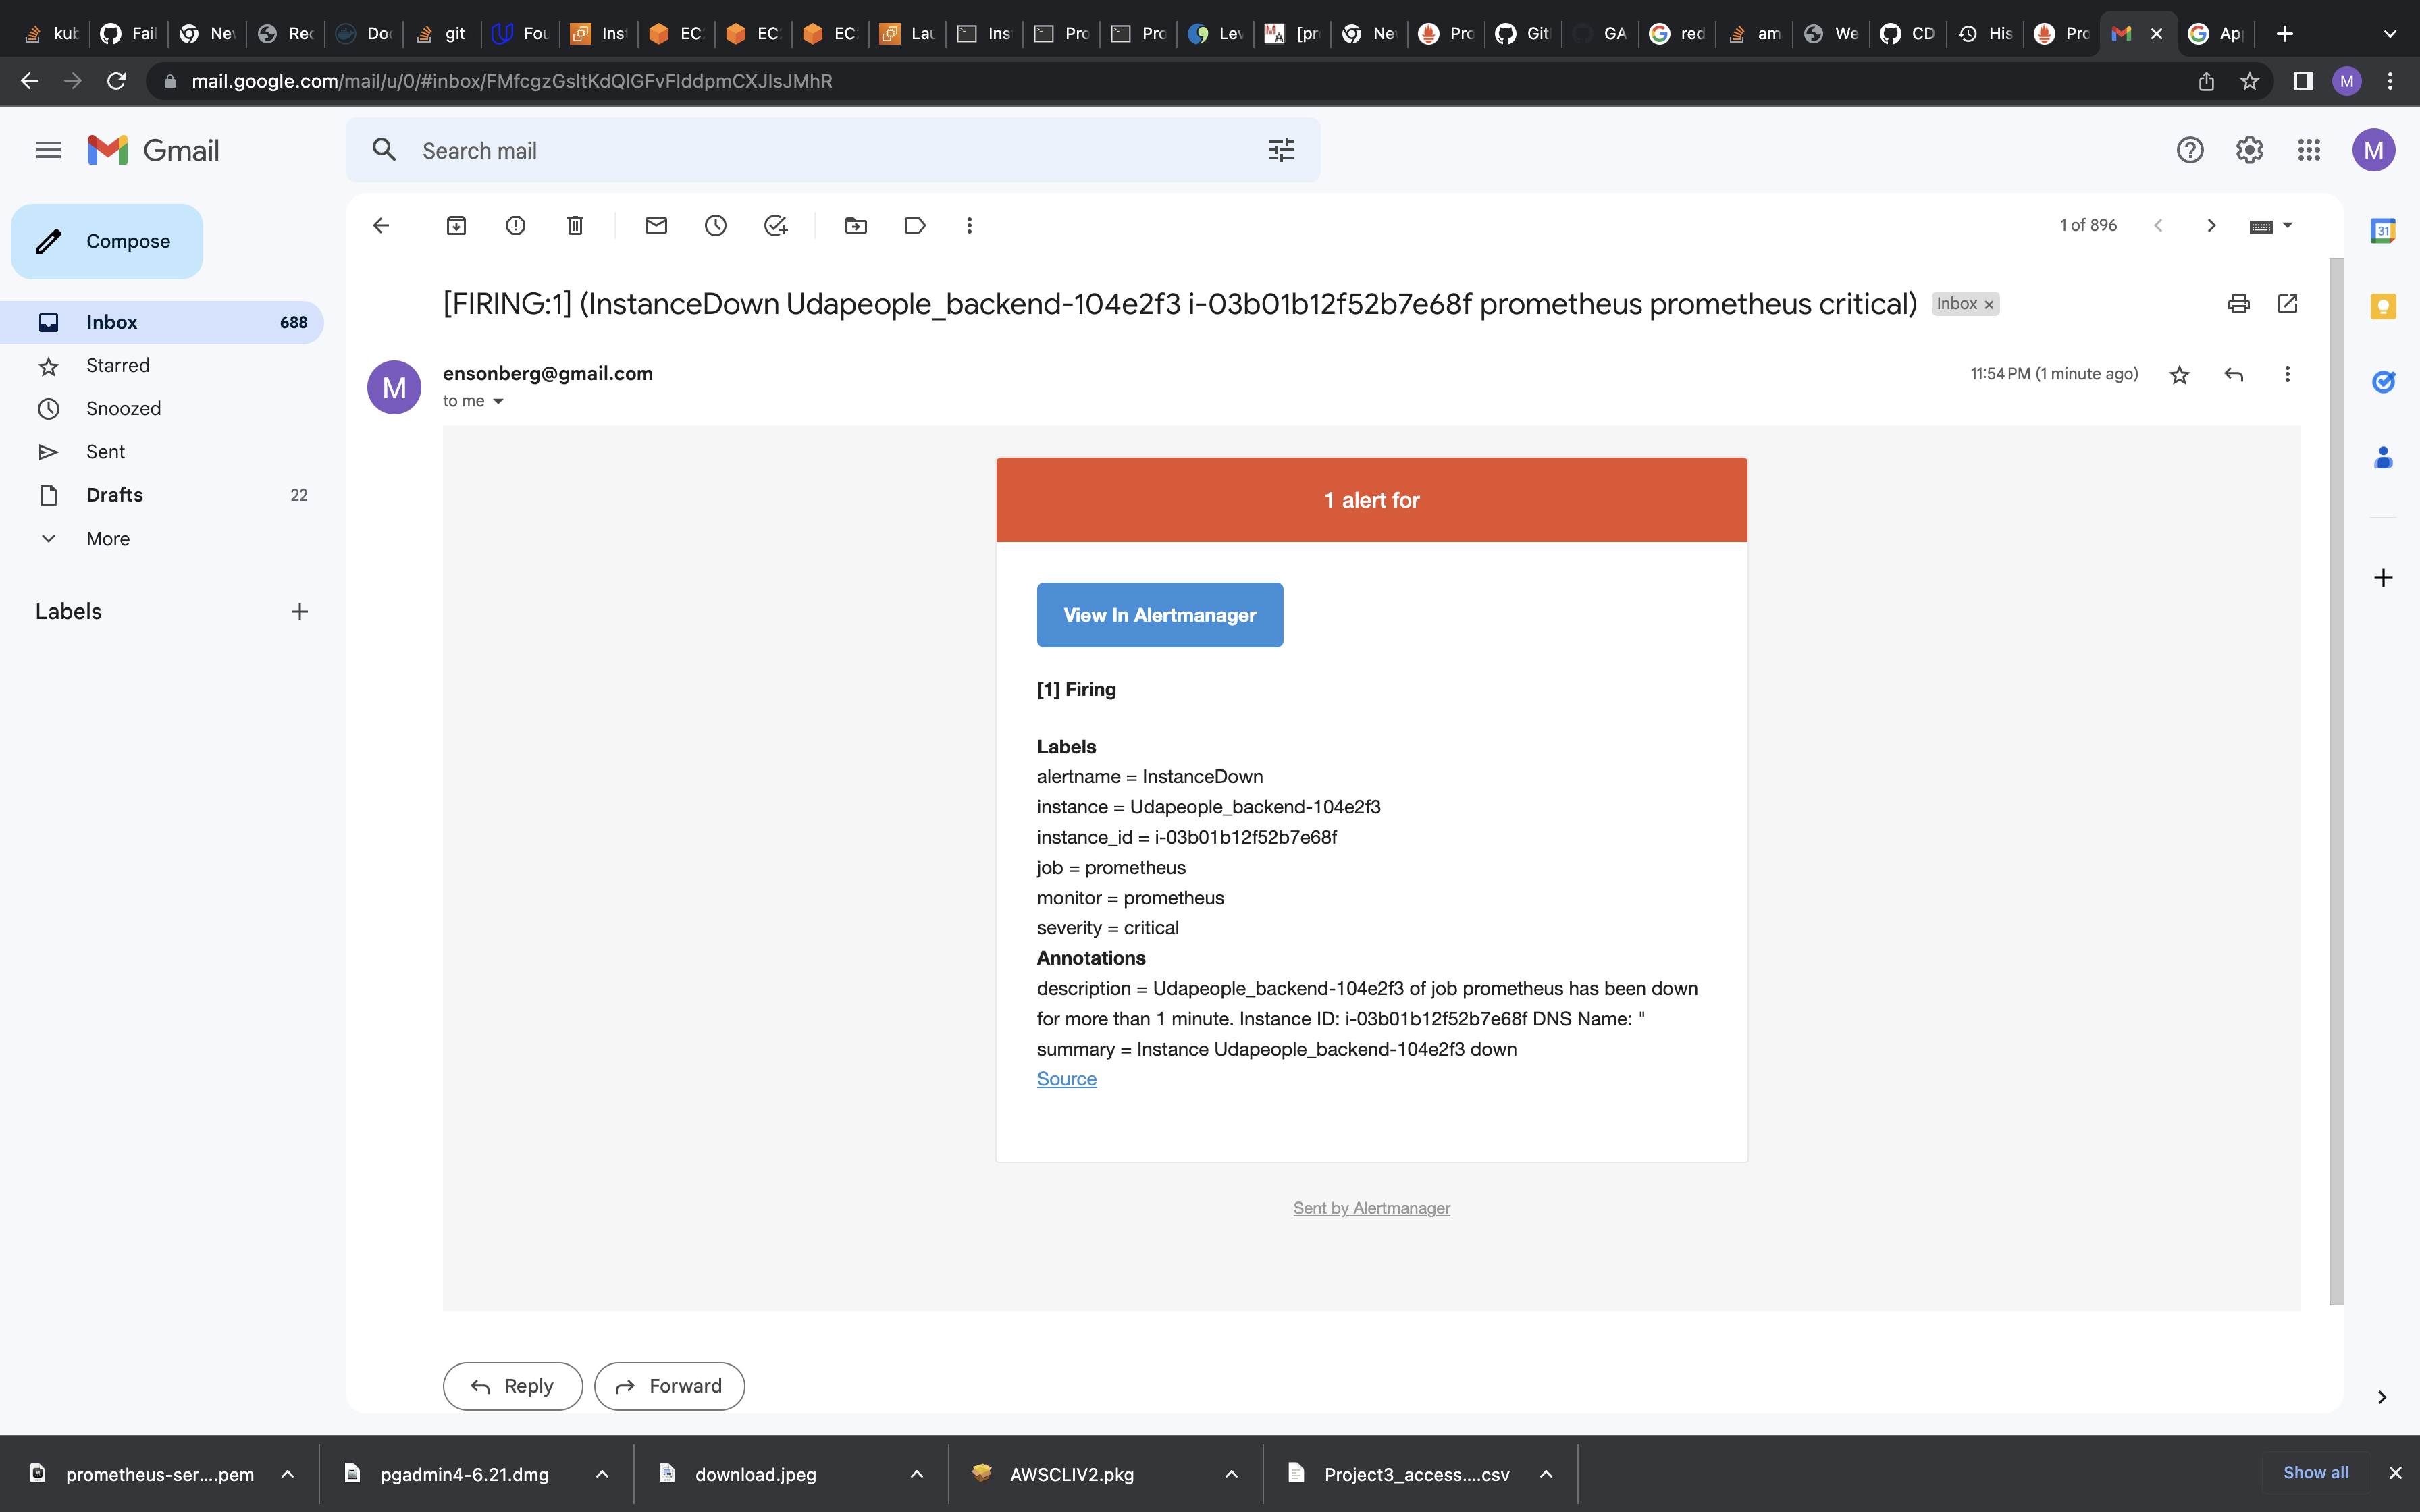 kub Fail Nev Rec Doc git Fou Inst EC: EC: EC: Lau Ins Pro Pro Lev [pr Ne Pro Git GA red am We CD His Pro Ap
mail.google.com/mail/u/0/#inbox/FMfcgzGsltKdQlGFvFlddpmCXJlsJMhR
M
Gmail
Search mail
M
Compose
1 of 896
31
Inbox 688
Starred
Snoozed
Sent
Drafts 22
More
Labels
[FIRING:1] (InstanceDown Udapeople_backend-104e2f3 i-03b01b12f52b7e68f prometheus prometheus critical) Inbox
M
ensonberg@gmail.com
to me
11:54 PM (1 minute ago)
1 alert for
View In Alertmanager
[1] Firing
Labels
alertname = InstanceDown
instance = Udapeople_backend-104e2f3
instance_id = i-03b01b12f52b7e68f
job = prometheus
monitor = prometheus
severity = critical
Annotations
description = Udapeople_backend-104e2f3 of job prometheus has been down
for more than 1 minute. Instance ID: i-03b01b12f52b7e68f DNS Name: "
summary = Instance Udapeople_backend-104e2f3 down
Source
Sent by Alertmanager
Reply Forward
prometheus-ser....pem pgadmin4-6.21.dmg download.jpeg AWSCLIV2.pkg Project3_access....csv Show all